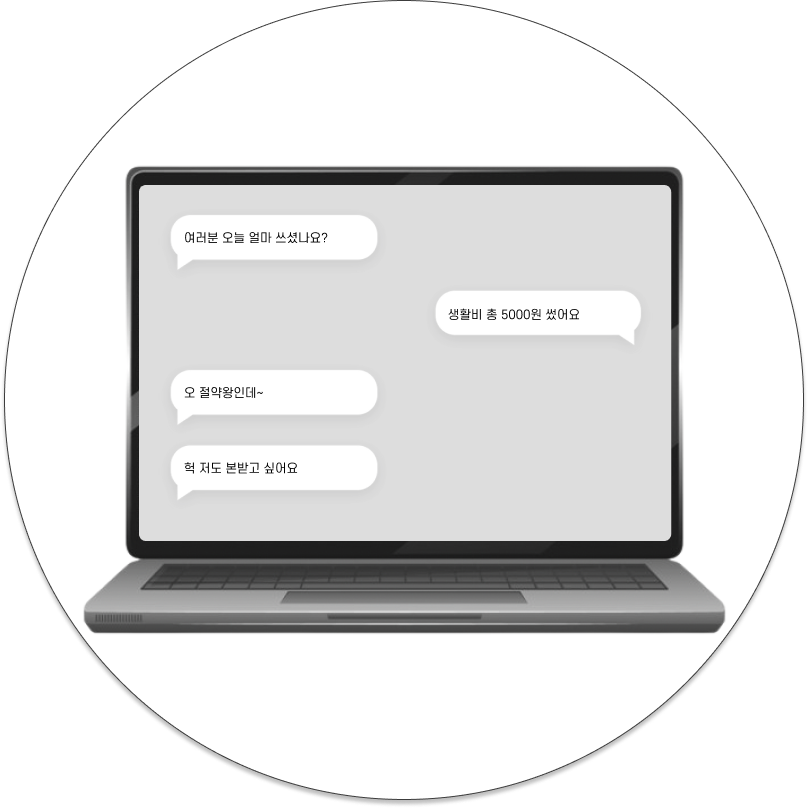 여러분 오늘 얼마 쓰셨나요?
생활비 총 5000원 썼어요
오 절약왕인데~
헉 저도 본받고 싶어요